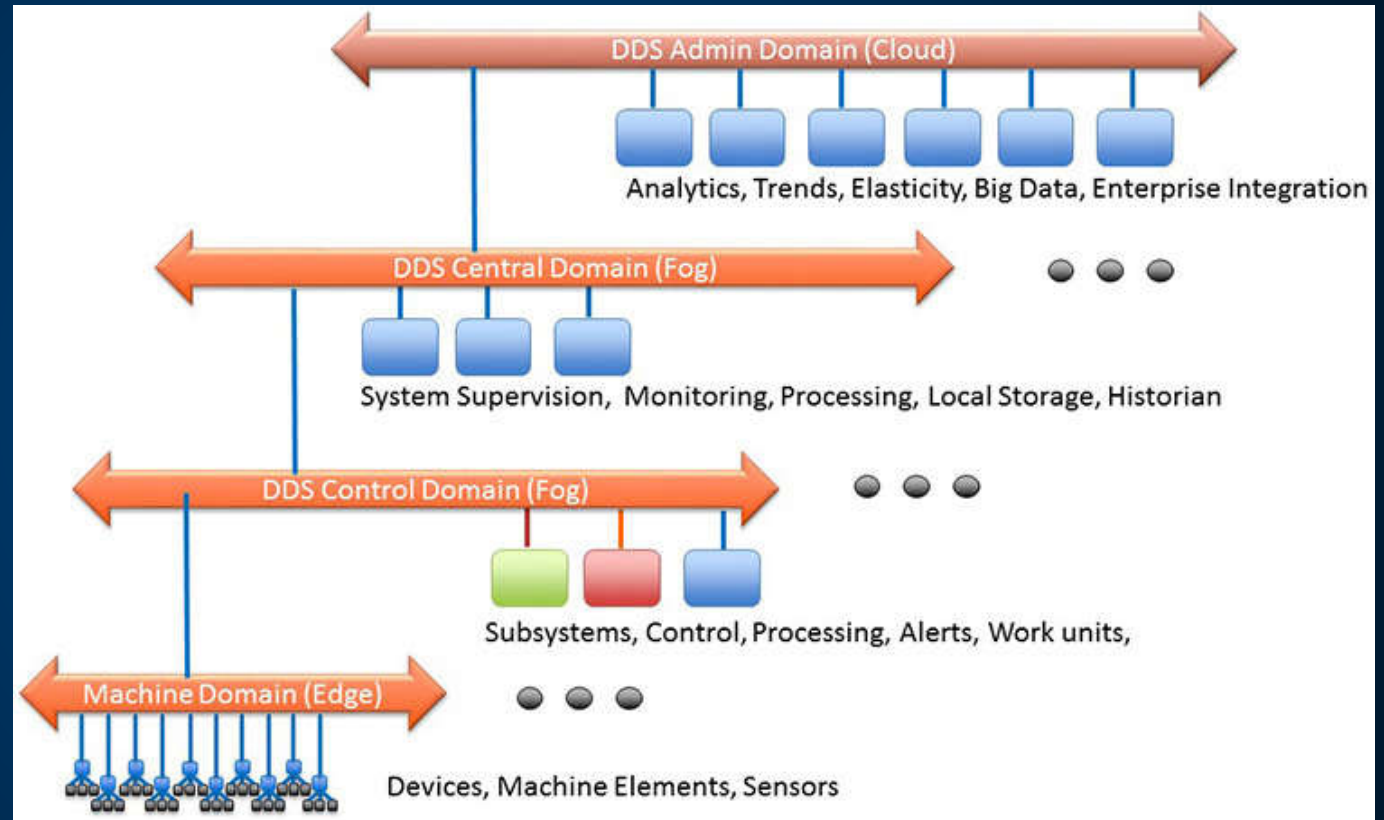 DDS Admin Domain (Cloud)
Analytics, Trends, Elasticity, Big Data, Enterprise Integration
DDS Central Domain (Fog)
System Supervision, Monitoring, Processing, Local Storage, Historian
DDS Control Domain (Fog)
Subsystems, Control, Processing, Alerts, Work units,
Machine Domain (Edge)
Devices, Machine Elements, Sensors